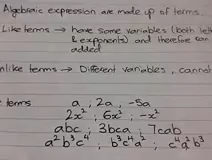 Algebraic expression are made up of terms...
Like terms → have same variables (both lett
& exponents) and therefore can
added
nlike terms → Different variables, cannot
e terms a, 2a, -5a
2x², 6x², -x²
abc, 3bca, 7cab
a²b³c⁴, b³c⁴a², c⁴a²b³